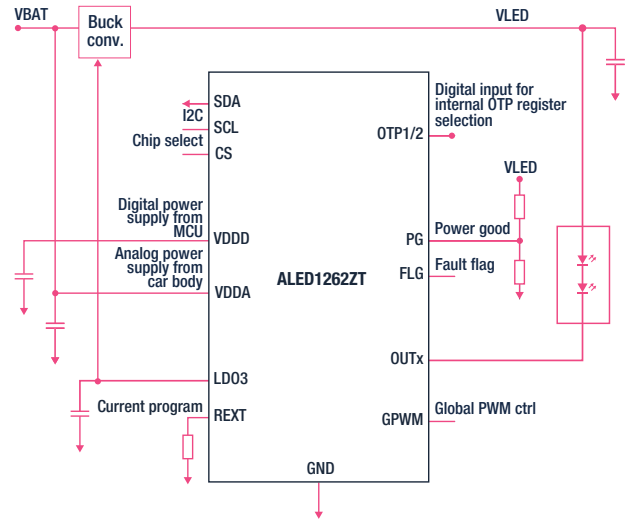 VBAT
Buck
conv.
VLED
SDA
I2C
SCL
Chip select
CS
Digital power
supply from
MCU
VDDD
Analog power
supply from
car body
VDDA
LDO3
Current program
REXT
ALED1262ZT
GND
Digital input for
internal OTP register
selection
OTP1/2
VLED
Power good
PG
Fault flag
FLG
OUTx
Global PWM ctrl
GPWM